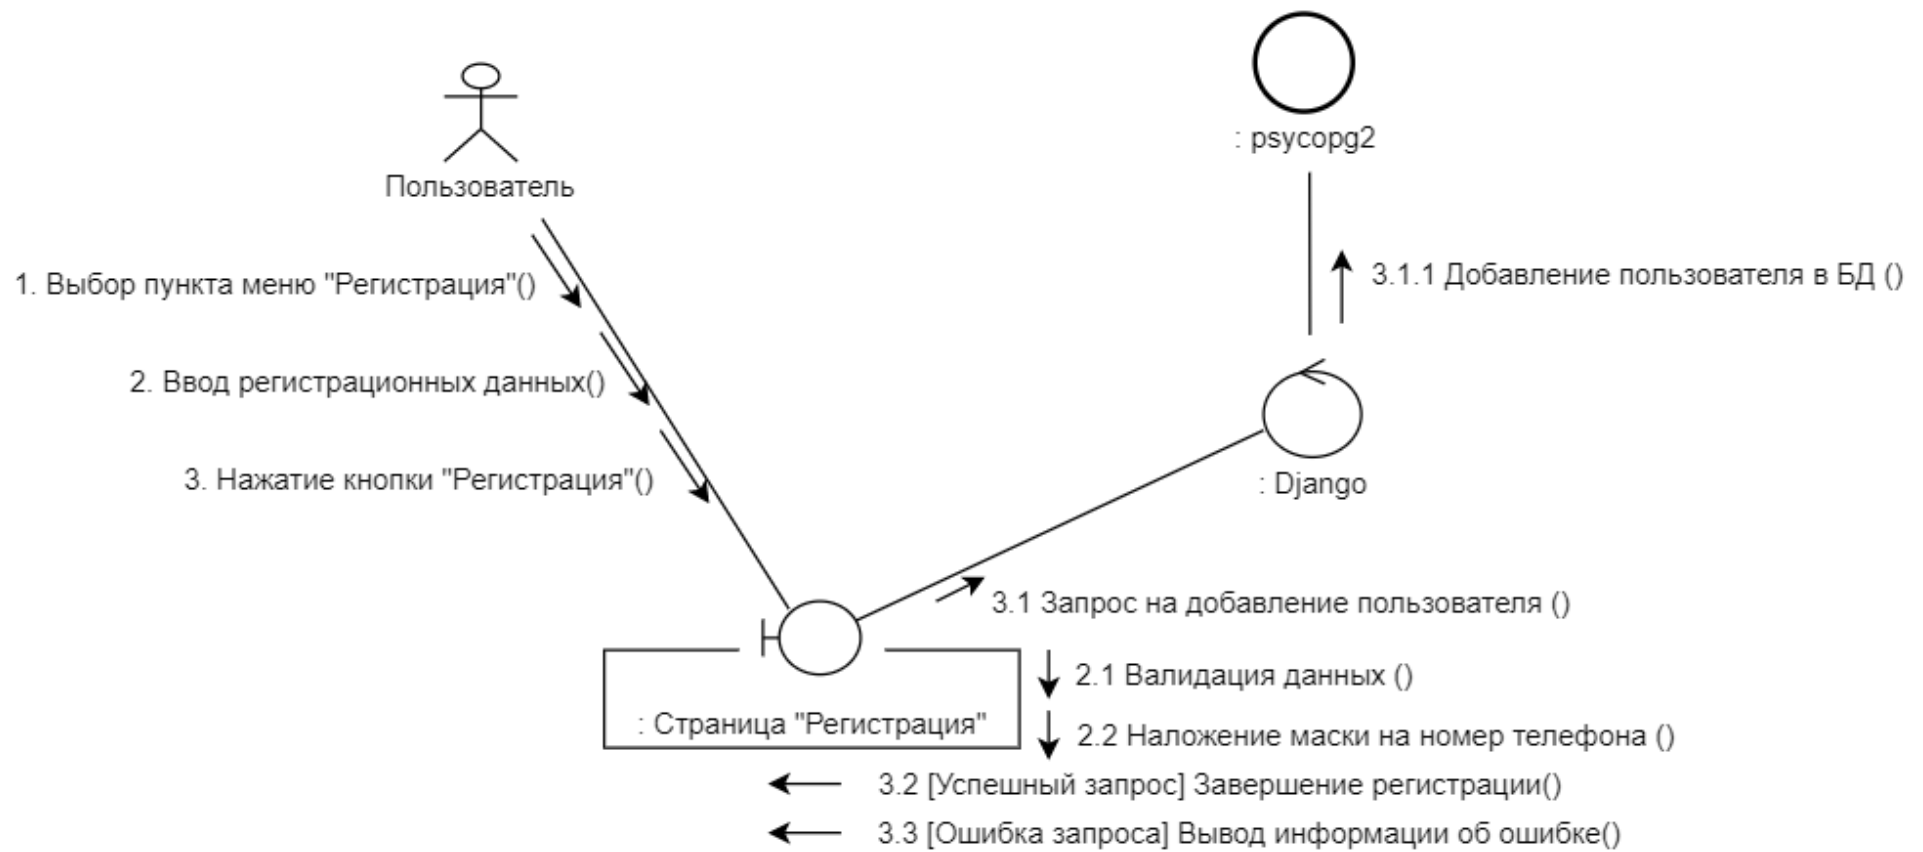 : psycopg2
Пользователь
1. Выбор пункта меню "Регистрация"()
3.1.1 Добавление пользователя в БД ()
2. Ввод регистрационных данных()
3. Нажатие кнопки "Регистрация"()
: Django
3.1 Запрос на добавление пользователя ()
2.1 Валидация данных ()
: Страница "Регистрация"
2.2 Наложение маски на номер телефона ()
3.2 [Успешный запрос] Завершение регистрации()
3.3 [Ошибка запроса] Вывод информации об ошибке()